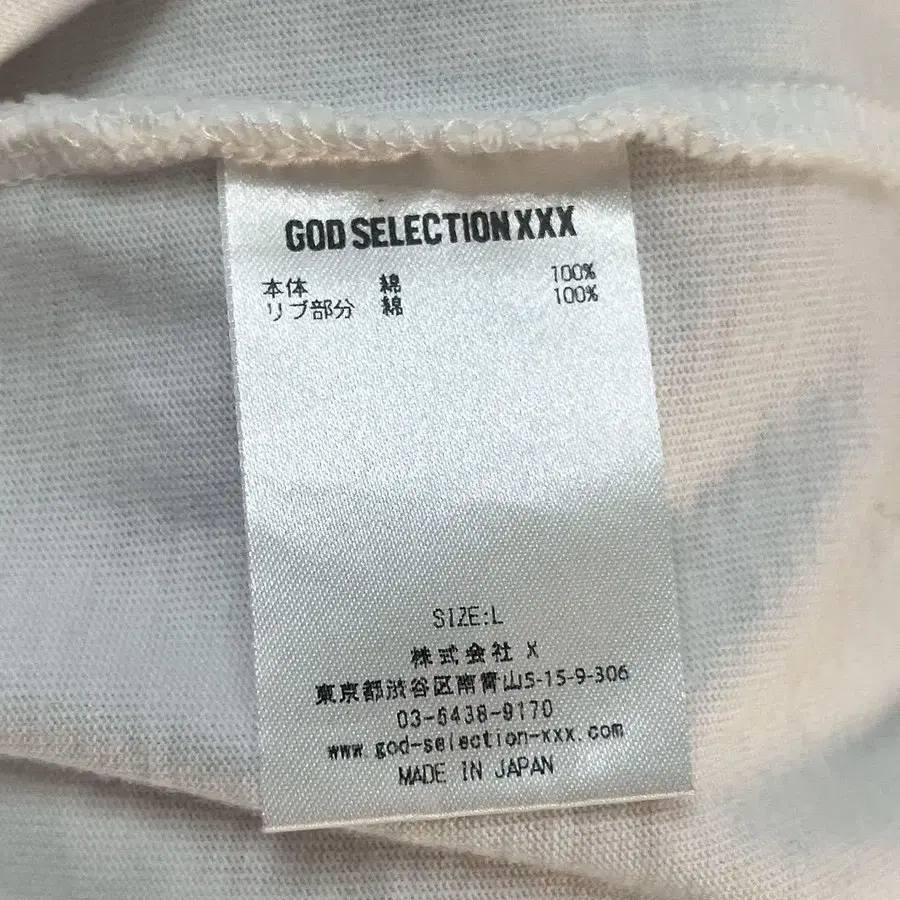 GOD SELECTION XXX
本体 綿 100%
リブ部分 綿 100%
SIZE:L
株式会社 X
東京都渋谷区南青山5-15-9-306
03-6438-9170
www.god-selection-xxx.com
MADE IN JAPAN